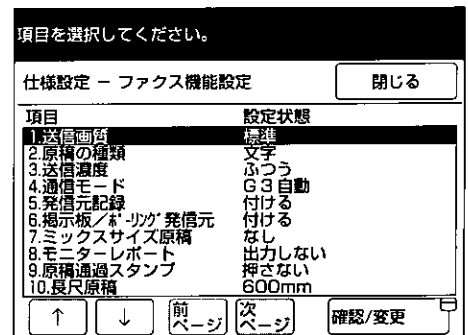 項目を選択してください。
仕様設定 － ファクス機能設定 閉じる
項目 設定状態
1.送信画質 標準
2.原稿の種類 文字
3.送信濃度 ふつう
4.通信モード G3自動
5.発信元記録 付ける
6.掲示板／ﾎﾟｰﾘﾝｸﾞ発信元 付ける
7.ミックスサイズ原稿 なし
8.モニターレポート 出力しない
9.原稿通過スタンプ 押さない
10.長尺原稿 600mm
↑ ↓ 前ページ 次ページ 確認/変更